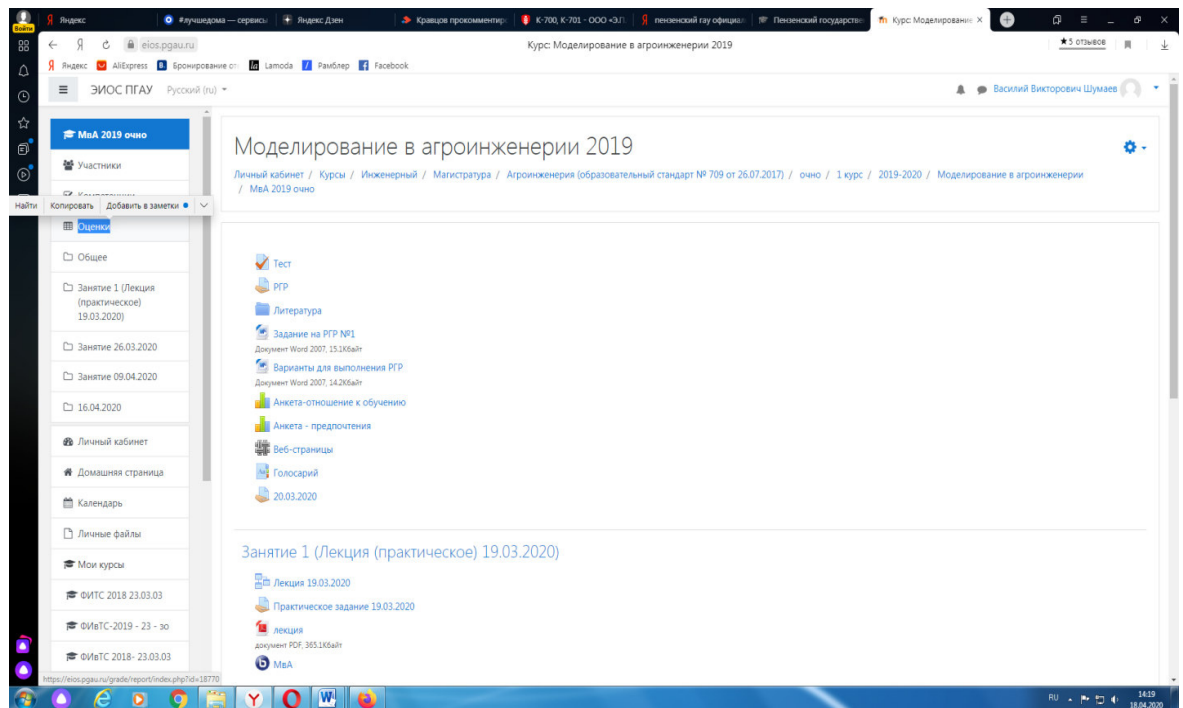 Яндекс
#лучшедома — сервисы
Яндекс Дзен
Кравцов прокомментир
К-700, К-701 - ООО «Э.П.
пензенский гау официал
Пензенский государстве
Курс: Моделирование
Войти
eios.pgau.ru
Курс: Моделирование в агроинженерии 2019
★5 отзывов
Яндекс
AliExpress
Бронирование от
Lamoda
Рамблер
Facebook
ЭИОС ПГАУ Русский (ru)
Василий Викторович Шумаев
МвА 2019 очно
Участники
Компетенции
Найти Копировать Добавить в заметки
Оценки
Общее
Занятие 1 (Лекция
(практическое)
19.03.2020)
Занятие 26.03.2020
Занятие 09.04.2020
16.04.2020
Личный кабинет
Домашняя страница
Календарь
Личные файлы
Мои курсы
ФИТС 2018 23.03.03
ФИвТС-2019 - 23 - зо
ФИвТС 2018- 23.03.03
Моделирование в агроинженерии 2019
Личный кабинет / Курсы / Инженерный / Магистратура / Агроинженерия (образовательный стандарт № 709 от 26.07.2017) / очно / 1 курс / 2019-2020 / Моделирование в агроинженерии
/ МвА 2019 очно
Тест
РГР
Литература
Задание на РГР №1
Документ Word 2007, 15.1Кбайт
Варианты для выполнения РГР
Документ Word 2007, 14.2Кбайт
Анкета-отношение к обучению
Анкета - предпочтения
Веб-страницы
Голосарий
20.03.2020
Занятие 1 (Лекция (практическое) 19.03.2020)
Лекция 19.03.2020
Практическое задание 19.03.2020
лекция
документ PDF, 365.1Кбайт
МвА
https://eios.pgau.ru/grade/report/index.php?id=18770
RU
14:19
18.04.2020